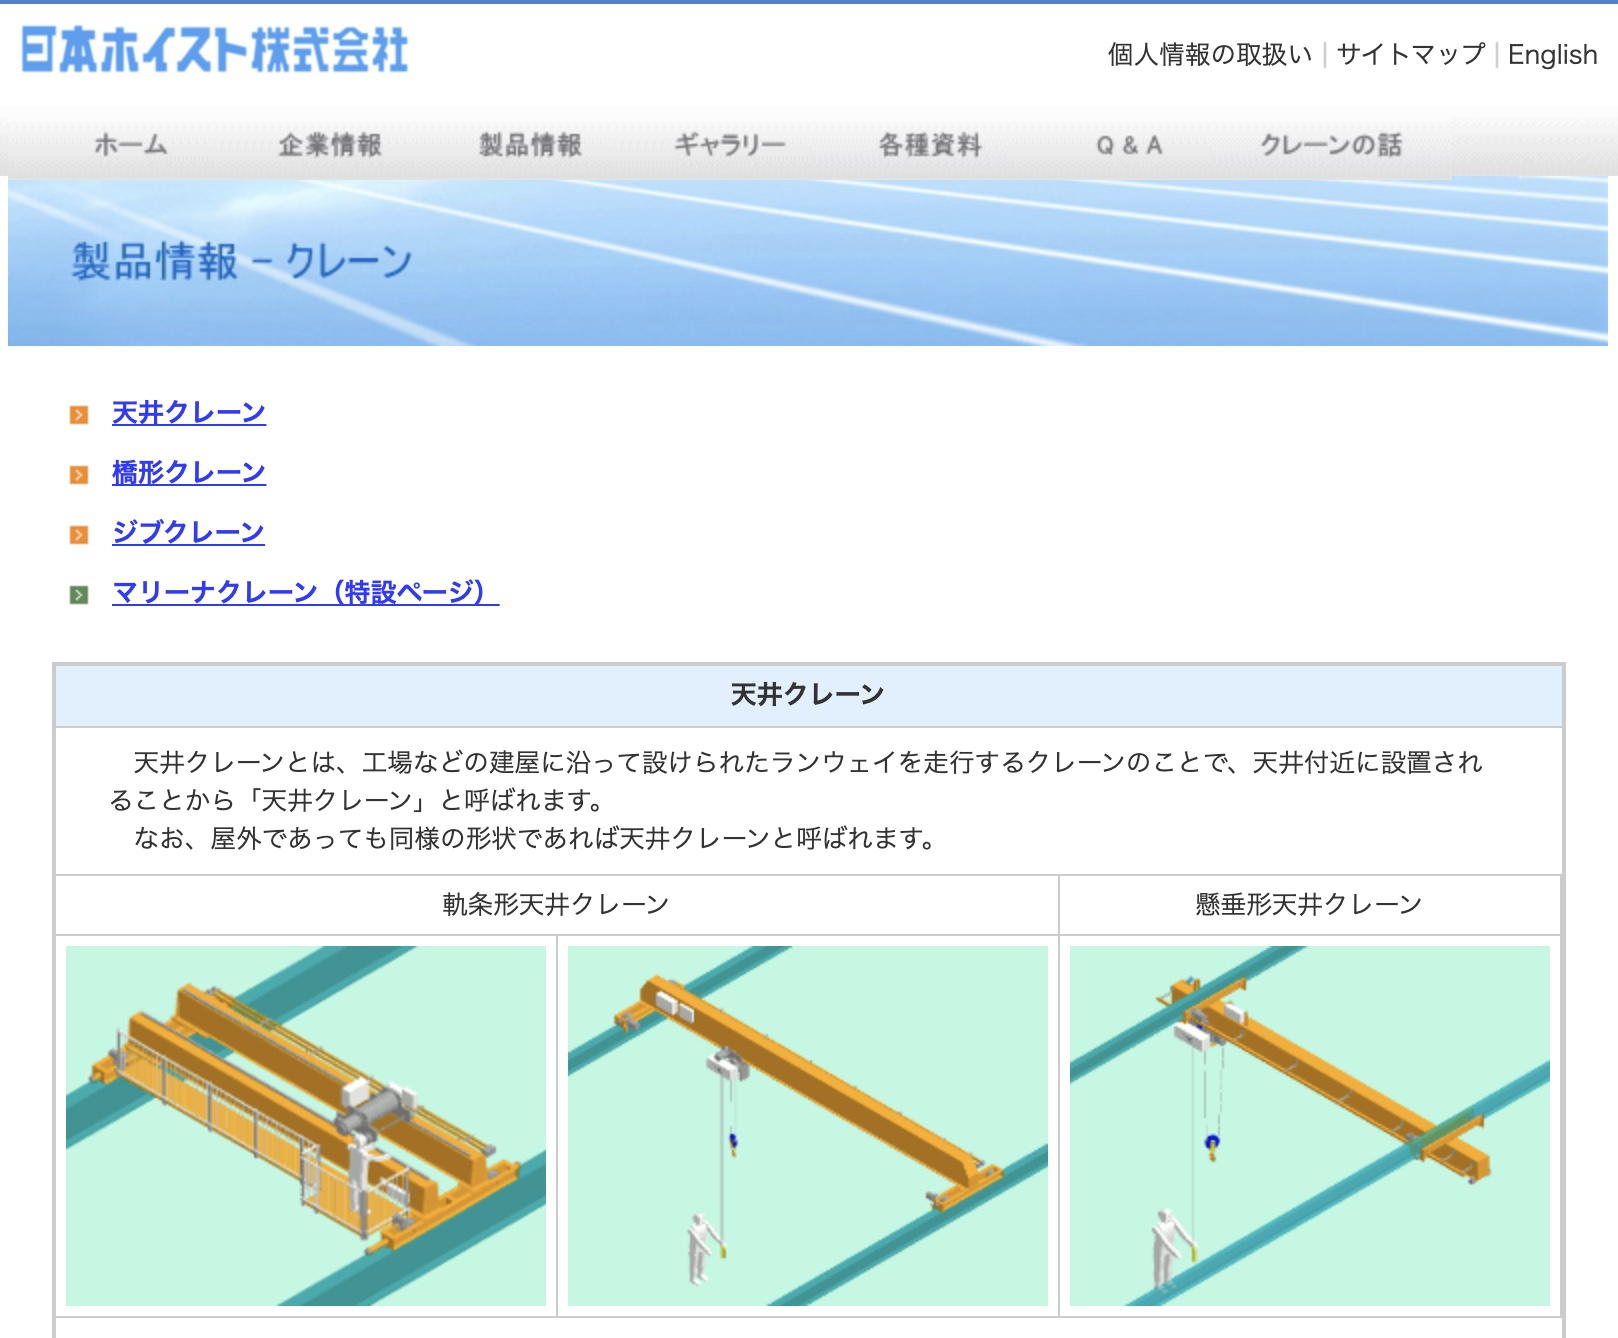 日本ホイスト株式会社
個人情報の取扱い | サイトマップ | English
ホーム 企業情報 製品情報 ギャラリー 各種資料 Q & A クレーンの話
製品情報 − クレーン
天井クレーン
橋形クレーン
ジブクレーン
マリーナクレーン（特設ページ）
天井クレーン
天井クレーンとは、工場などの建屋に沿って設けられたランウェイを走行するクレーンのことで、天井付近に設置され
ることから「天井クレーン」と呼ばれます。
なお、屋外であっても同様の形状であれば天井クレーンと呼ばれます。
軌条形天井クレーン 懸垂形天井クレーン